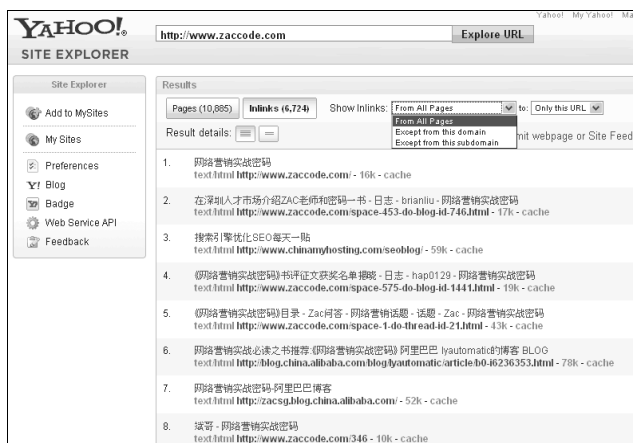 Yahoo! My Yahoo! Ma
YAHOO!
SITE EXPLORER
http://www.zaccode.com
Explore URL
Site Explorer
Add to MySites
My Sites
Preferences
Y! Blog
Badge
Web Service API
Feedback
Results
Pages (10,885)
Inlinks (6,724)
Show Inlinks:
From All Pages
to:
Only this URL
From All Pages
Except from this domain
Except from this subdomain
Result details:
mit webpage or Site Feed
1. 网络营销实战密码
text/html http://www.zaccode.com/ - 16k - cache
2. 在深圳人才市场介绍ZAC老师和密码一书 - 日志 - brianliu - 网络营销实战密码
text/html http://www.zaccode.com/space-453-do-blog-id-746.html - 17k - cache
3. 搜索引擎优化SEO每天一贴
text/html http://www.chinamyhosting.com/seoblog/ - 59k - cache
4. 《网络营销实战密码》书评征文获奖名单揭晓 - 日志 - hap0129 - 网络营销实战密码
text/html http://www.zaccode.com/space-575-do-blog-id-1441.html - 19k - cache
5. 《网络营销实战密码》目录 - Zac问答 - 网络营销话题 - 话题 - Zac - 网络营销实战密码
text/html http://www.zaccode.com/space-1-do-thread-id-21.html - 43k - cache
6. 网络营销实战必读之书推荐:《网络营销实战密码》 阿里巴巴 lyautomatic的博客 BLOG
text/html http://blog.china.alibaba.com/blog/lyautomatic/article/b0-i6236353.html - 78k - cache
7. 网络营销实战密码-阿里巴巴博客
text/html http://zacsg.blog.china.alibaba.com/ - 52k - cache
8. 斌哥 - 网络营销实战密码
text/html http://www.zaccode.com/346 - 10k - cache